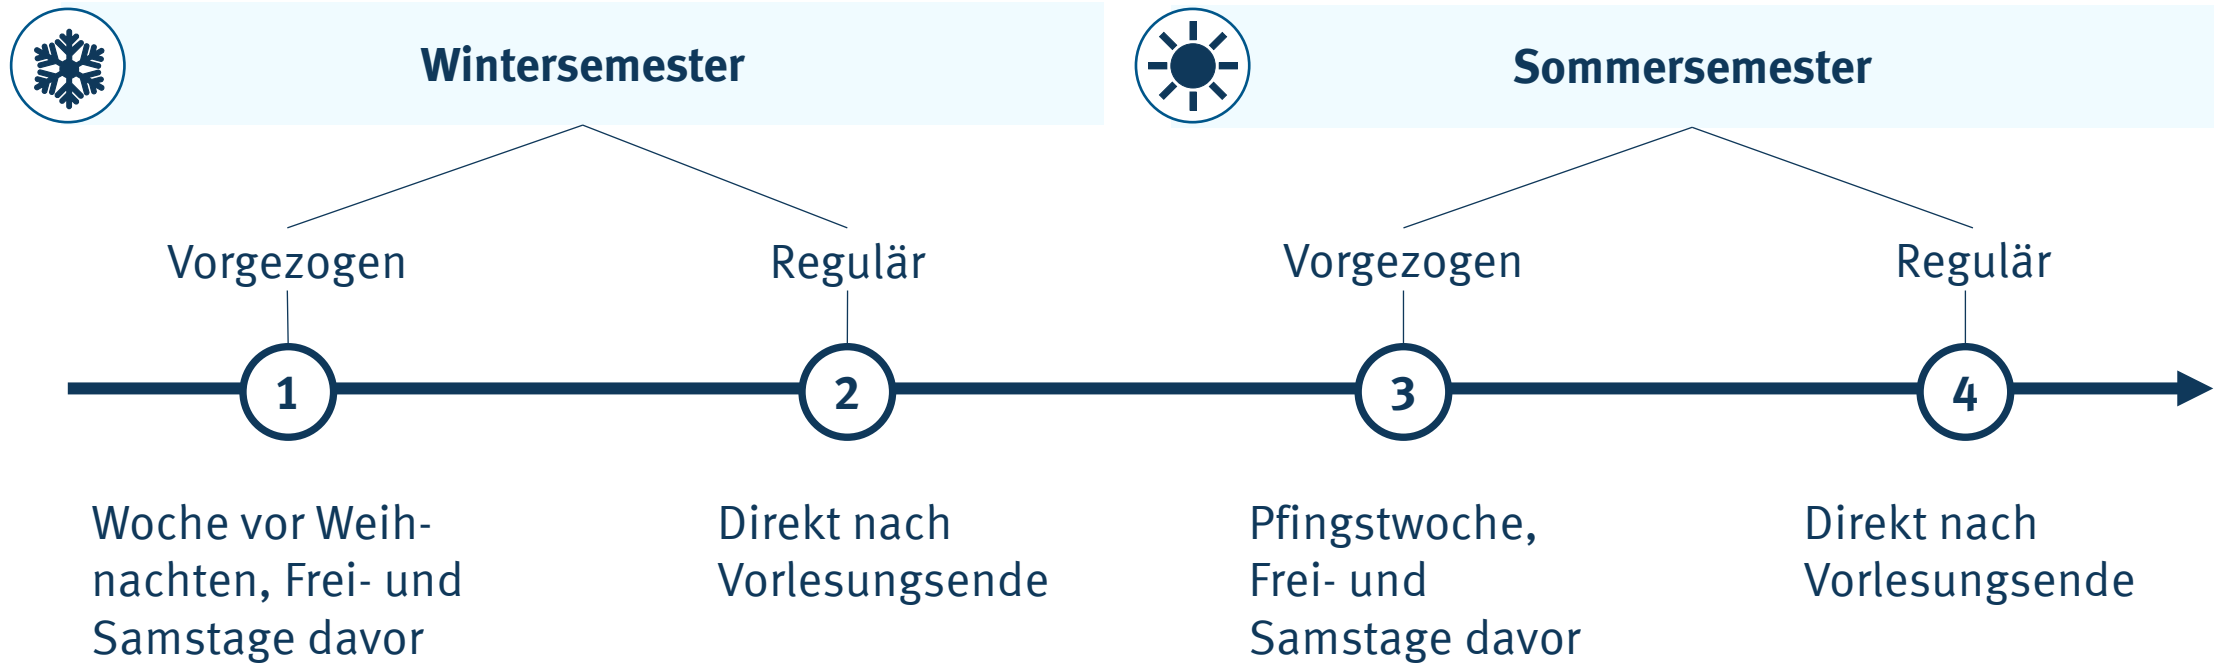 Wintersemester
Sommersemester
Vorgezogen
Regulär
Vorgezogen
Regulär
1
2
3
4
Woche vor Weih-
nachten, Frei- und
Samstage davor
Direkt nach
Vorlesungsende
Pfingstwoche,
Frei- und
Samstage davor
Direkt nach
Vorlesungsende